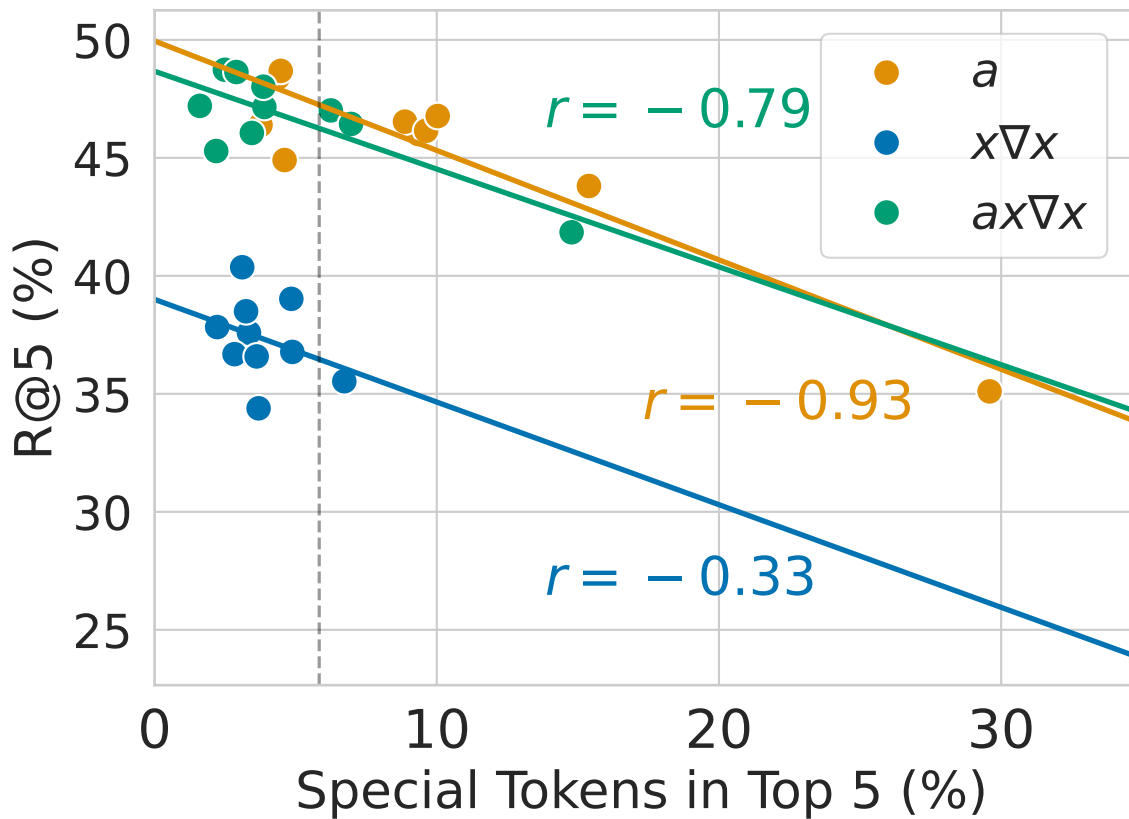 50
45
40
35
30
25
R@5 (%)
0
10
20
30
Special Tokens in Top 5 (%)
a
x∇x
ax∇x
r = − 0.79
r = − 0.93
r = − 0.33